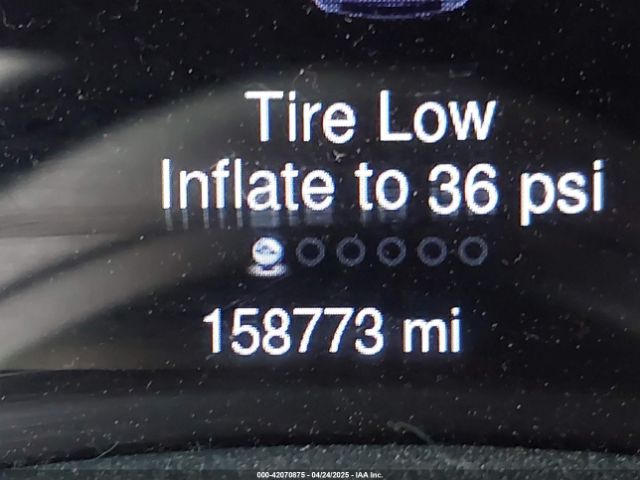 Tire Low
Inflate to 36 psi
158773 mi
000-42070875 - 04/24/2025 - IAA Inc.